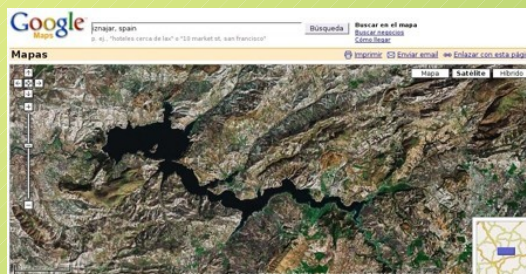 Google Maps
iznajar, spain
Búsqueda
p. ej., "hoteles cerca de lax" o "10 market st, san francisco"
Buscar en el mapa
Buscar negocios
Cómo llegar
Mapas
Imprimir Enviar email Enlazar con esta págin
Mapa Satélite Híbrido